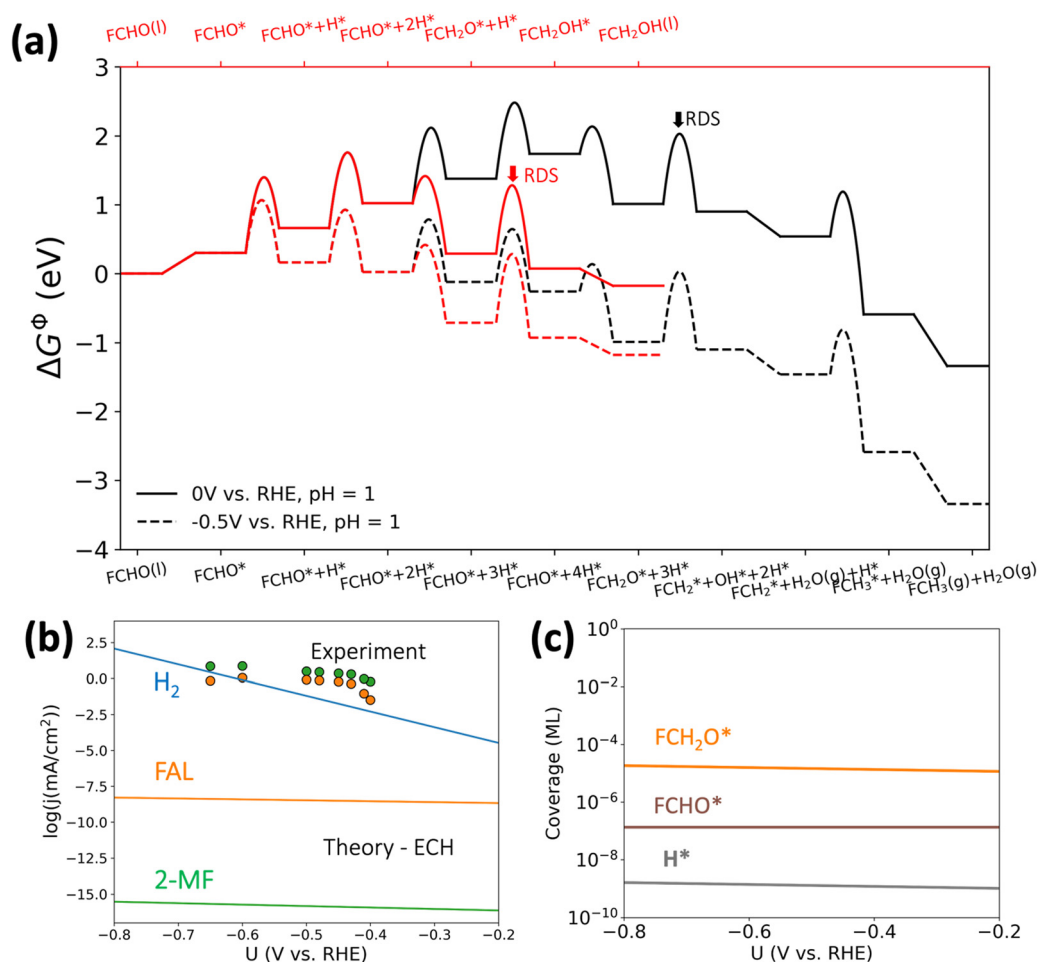 (a)
FCHO(l) FCHO* FCHO*+H* FCHO*+2H* FCH₂O*+H* FCH₂OH* FCH₂OH(l)
3
2
1
0
−1
−2
−3
−4
ΔG^Φ (eV)
RDS
RDS
0V vs. RHE, pH = 1
-0.5V vs. RHE, pH = 1
FCHO(l) FCHO* FCHO*+H* FCHO*+2H* FCHO*+3H* FCHO*+4H* FCH₂O*+3H* FCH₂*+OH*+2H* FCH₂*+H₂O(g)+H* FCH₃*+H₂O(g) FCH₃(g)+H₂O(g)
(b)
2.5
0.0
−2.5
−5.0
−7.5
−10.0
−12.5
−15.0
log(j(mA/cm²))
Experiment
H₂
FAL
Theory - ECH
2-MF
−0.8 −0.7 −0.6 −0.5 −0.4 −0.3 −0.2
U (V vs. RHE)
(c)
10⁰
10⁻²
10⁻⁴
10⁻⁶
10⁻⁸
10⁻¹⁰
Coverage (ML)
FCH₂O*
FCHO*
H*
−0.8 −0.6 −0.4 −0.2
U (V vs. RHE)